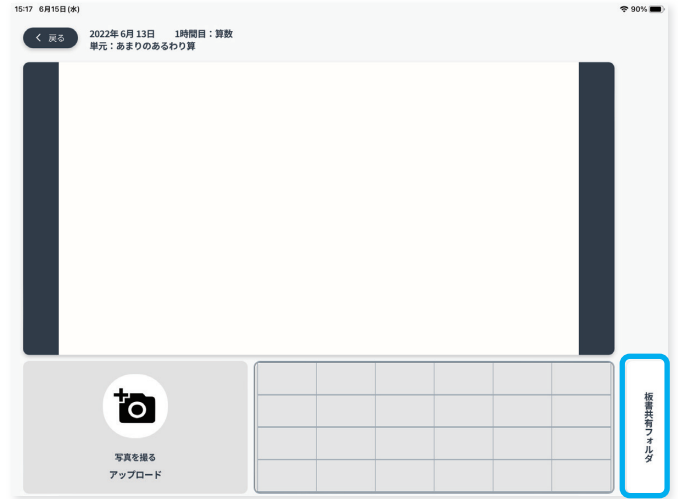 15:17 6月15日(水)
90%
戻る
2022年 6月 13日 1時間目：算数
単元：あまりのあるわり算
写真を撮る
アップロード
板書共有フォルダ